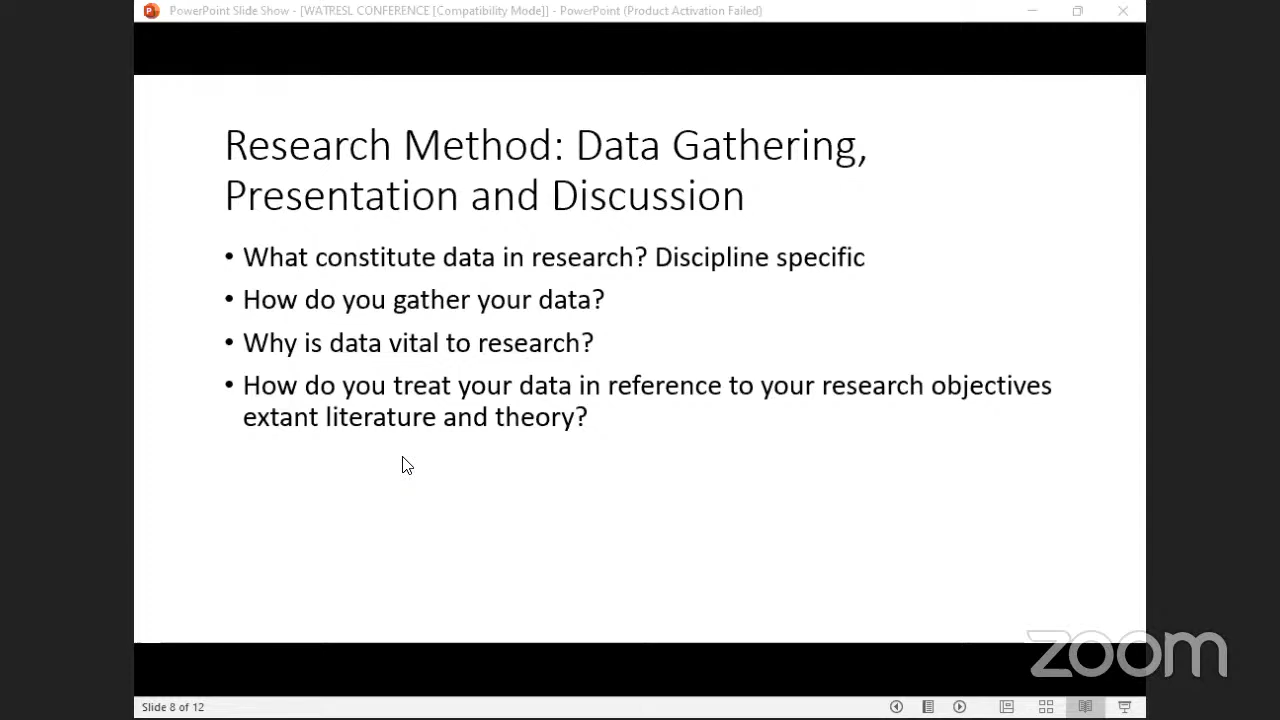 PowerPoint Slide Show - [WATRESL CONFERENCE [Compatibility Mode]] - PowerPoint (Product Activation Failed)
Research Method: Data Gathering,
Presentation and Discussion
• What constitute data in research? Discipline specific
• How do you gather your data?
• Why is data vital to research?
• How do you treat your data in reference to your research objectives
extant literature and theory?
zoom
Slide 8 of 12